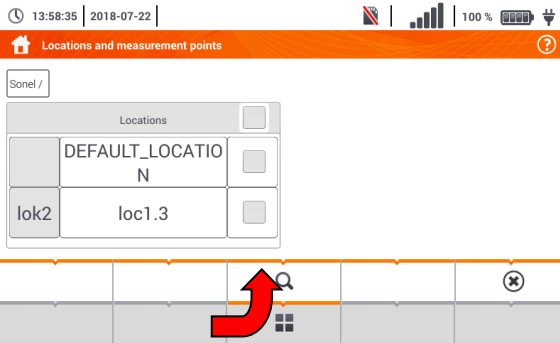 13:58:35 2018-07-22 100 %
Locations and measurement points
Sonel /
Locations
DEFAULT_LOCATIO
N
lok2 loc1.3